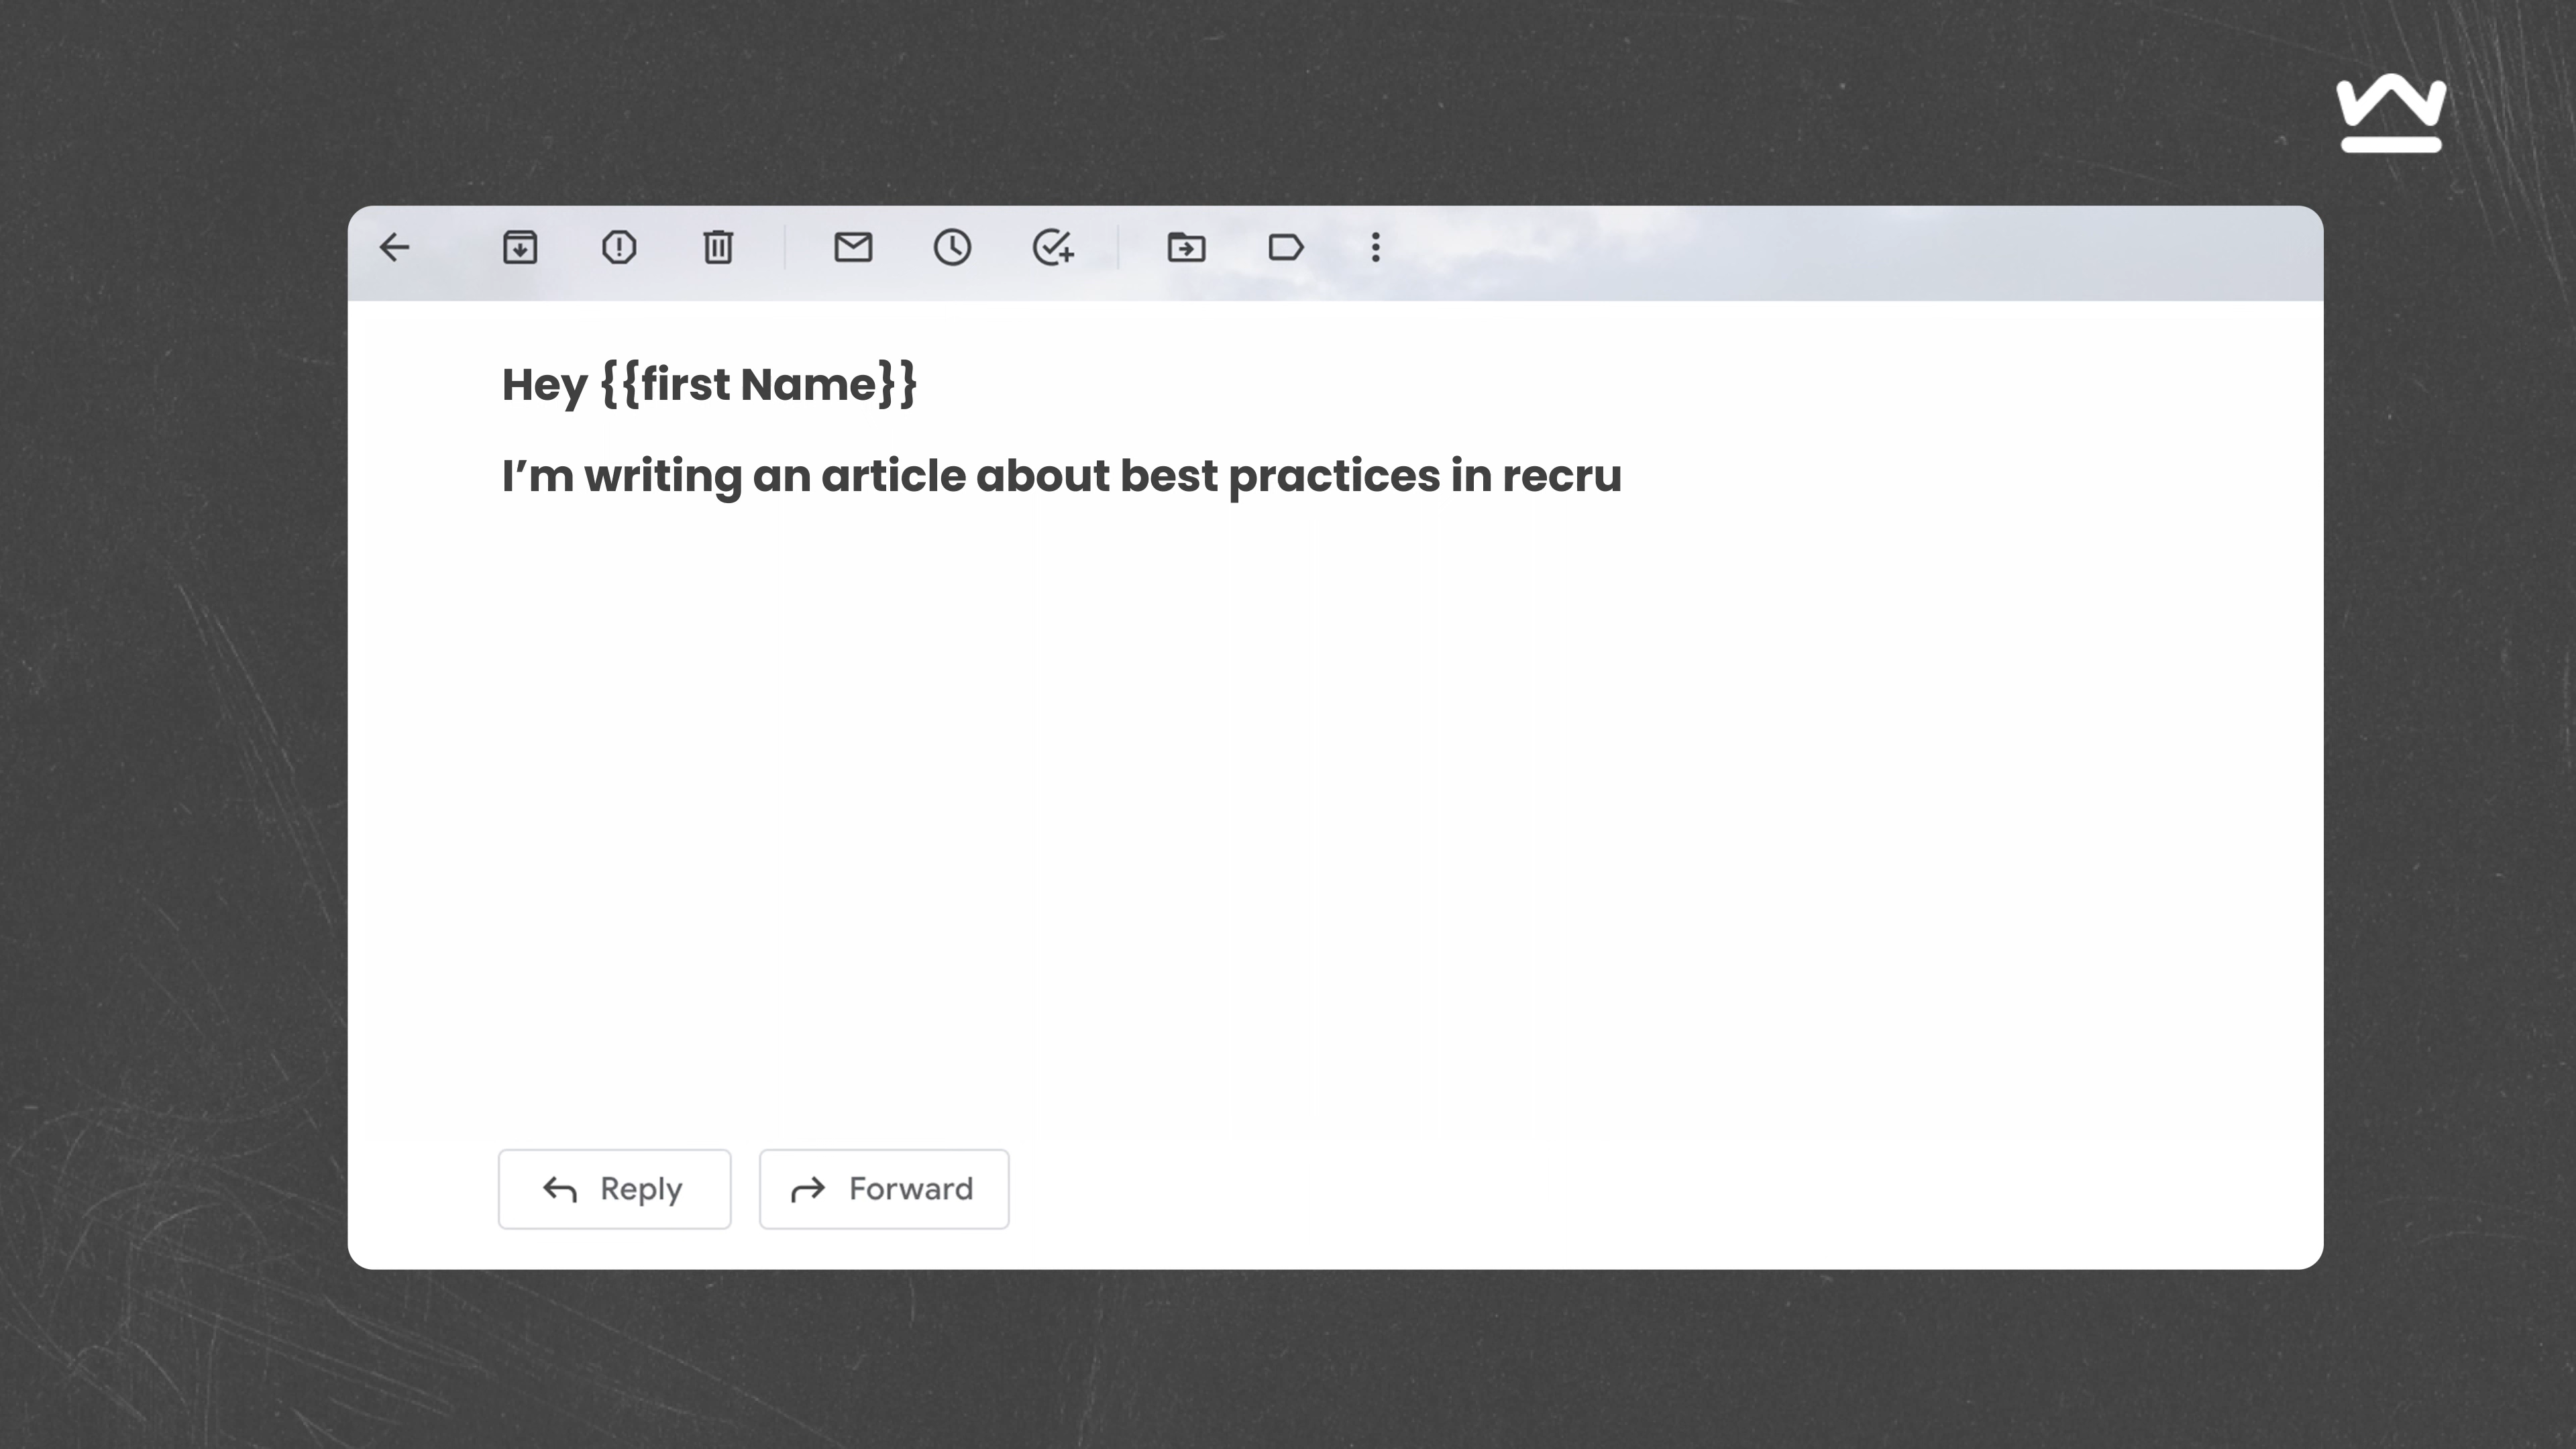 Hey {{first Name}}
I’m writing an article about best practices in recru
Reply
Forward